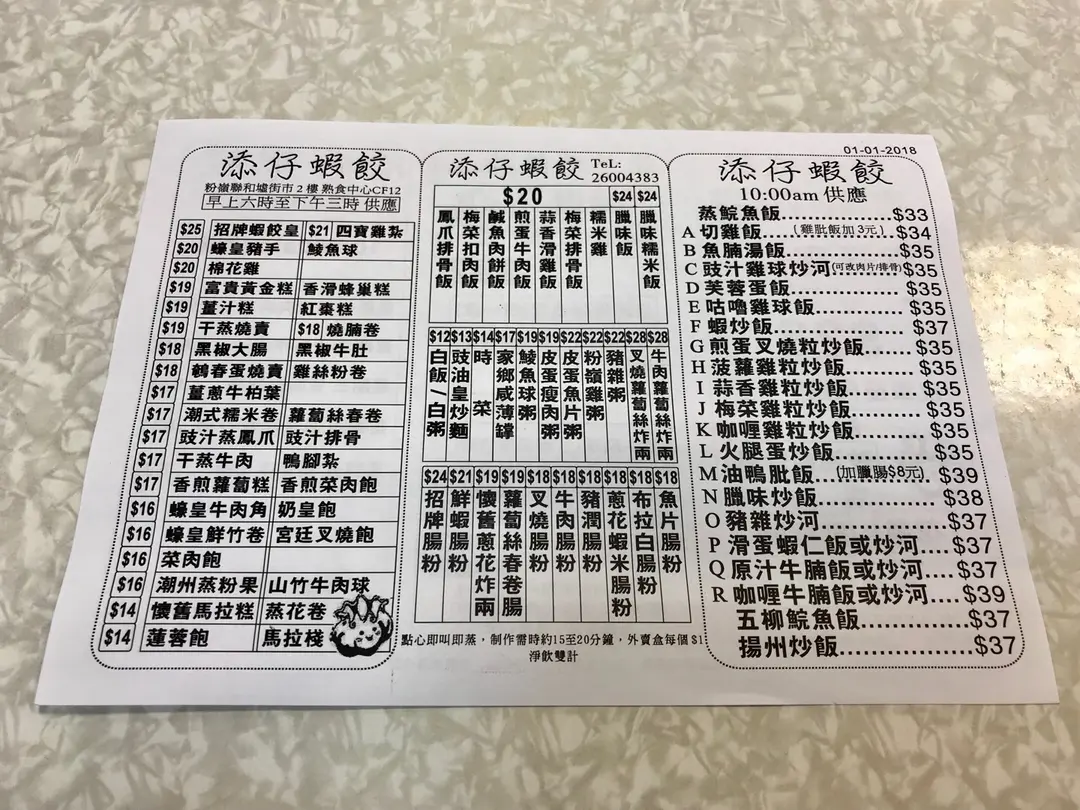 01-01-2018
添仔蝦餃
粉嶺聯和墟街市2樓 熟食中心CF12
早上六時至下午三時 供應
$25 招牌蝦餃皇 $21 四寶雞紮
$20 蠔皇豬手 鯪魚球
$20 棉花雞
$19 富貴黃金糕 香滑蜂巢糕
$19 薑汁糕 紅棗糕
$19 干蒸燒賣 $18 燒腩卷
$18 黑椒大腸 黑椒牛肚
$18 鵪春蛋燒賣 雞絲粉卷
$17 薑蔥牛柏葉
$17 潮式糯米卷 蘿蔔絲春卷
$17 豉汁蒸鳳爪 豉汁排骨
$17 干蒸牛肉 鴨腳紮
$17 香煎蘿蔔糕 香煎菜肉飽
$16 蠔皇牛肉角 奶皇飽
$16 蠔皇鮮竹卷 宮廷叉燒飽
$16 菜肉飽
$16 潮州蒸粉果 山竹牛肉球
$14 懷舊馬拉糕 蒸花卷
$14 蓮蓉飽 馬拉棧
添仔蝦餃 TeL:
26004383
$20 $24 $24
鳳爪排骨飯
梅菜扣肉飯
鹹魚肉餅飯
煎蛋牛肉飯
蒜香滑雞飯
梅菜排骨飯
糯米雞
臘味飯
臘味糯米飯
$12 白飯/白粥
$13 豉油皇炒麵
$14 時菜
$17 家鄉咸薄罉
$19 鯪魚球粥
$19 皮蛋瘦肉粥
$22 皮蛋魚片粥
$22 粉嶺雞粥
$22 豬雜粥
$28 叉燒蘿蔔絲炸兩
$28 牛肉蘿蔔絲炸兩
$24 招牌腸粉
$21 鮮蝦腸粉
$19 懷舊蔥花炸兩
$19 蘿蔔絲春卷腸
$18 叉燒腸粉
$18 牛肉腸粉
$18 豬潤腸粉
$18 蔥花蝦米腸粉
$18 布拉白腸粉
$18 魚片腸粉
點心即叫即蒸，制作需時約15至20分鐘，外賣盒每個 $1
淨飲雙計
添仔蝦餃
10:00am 供應
蒸鯇魚飯..............$33
A 切雞飯......(雞肶飯加3元)..$34
B 魚腩湯飯..............$35
C 豉汁雞球炒河(可改肉片/排骨)$35
D 芙蓉蛋飯..............$35
E 咕嚕雞球飯............$35
F 蝦炒飯................$37
G 煎蛋叉燒粒炒飯........$35
H 菠蘿雞粒炒飯..........$35
I 蒜香雞粒炒飯..........$35
J 梅菜雞粒炒飯..........$35
K 咖喱雞粒炒飯..........$35
L 火腿蛋炒飯............$35
M 油鴨肶飯...(加臘腸$8元). $39
N 臘味炒飯..............$38
O 豬雜炒河..............$37
P 滑蛋蝦仁飯或炒河....$37
Q 原汁牛腩飯或炒河....$37
R 咖喱牛腩飯或炒河....$39
五柳鯇魚飯............$37
揚州炒飯..............$37